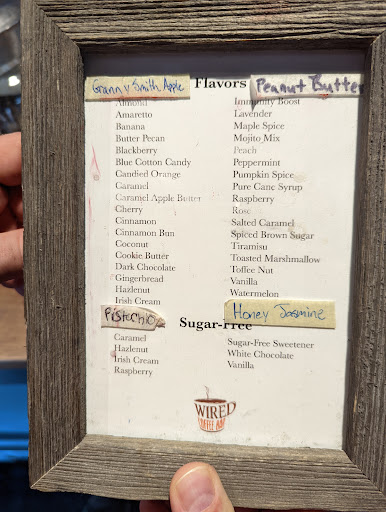 Granny Smith Apple
Flavors
Peanut Butter
Almond
Amaretto
Banana
Butter Pecan
Blackberry
Blue Cotton Candy
Candied Orange
Caramel
Caramel Apple Butter
Cherry
Cinnamon
Cinnamon Bun
Coconut
Cookie Butter
Dark Chocolate
Gingerbread
Hazlenut
Irish Cream
Pistachio
Immunity Boost
Lavender
Maple Spice
Mojito Mix
Peach
Peppermint
Pumpkin Spice
Pure Cane Syrup
Raspberry
Rose
Salted Caramel
Spiced Brown Sugar
Tiramisu
Toasted Marshmallow
Toffee Nut
Vanilla
Watermelon
Honey Jasmine
Sugar-Free
Caramel
Hazlenut
Irish Cream
Raspberry
Sugar-Free Sweetener
White Chocolate
Vanilla
WIRED
COFFEE BAR